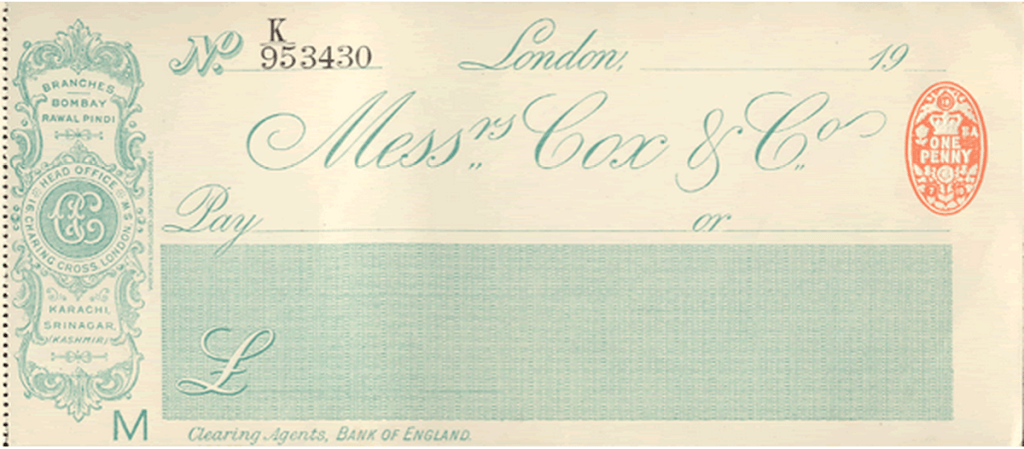 No K
953430
London, 19
Messrs Cox & Co
Pay or
£
Clearing Agents, BANK OF ENGLAND.
M
BRANCHES
BOMBAY
RAWAL PINDI
HEAD OFFICE
16 CHARING CROSS, LONDON, S.W.
KARACHI,
SRINAGAR,
(KASHMIR)
ONE
PENNY